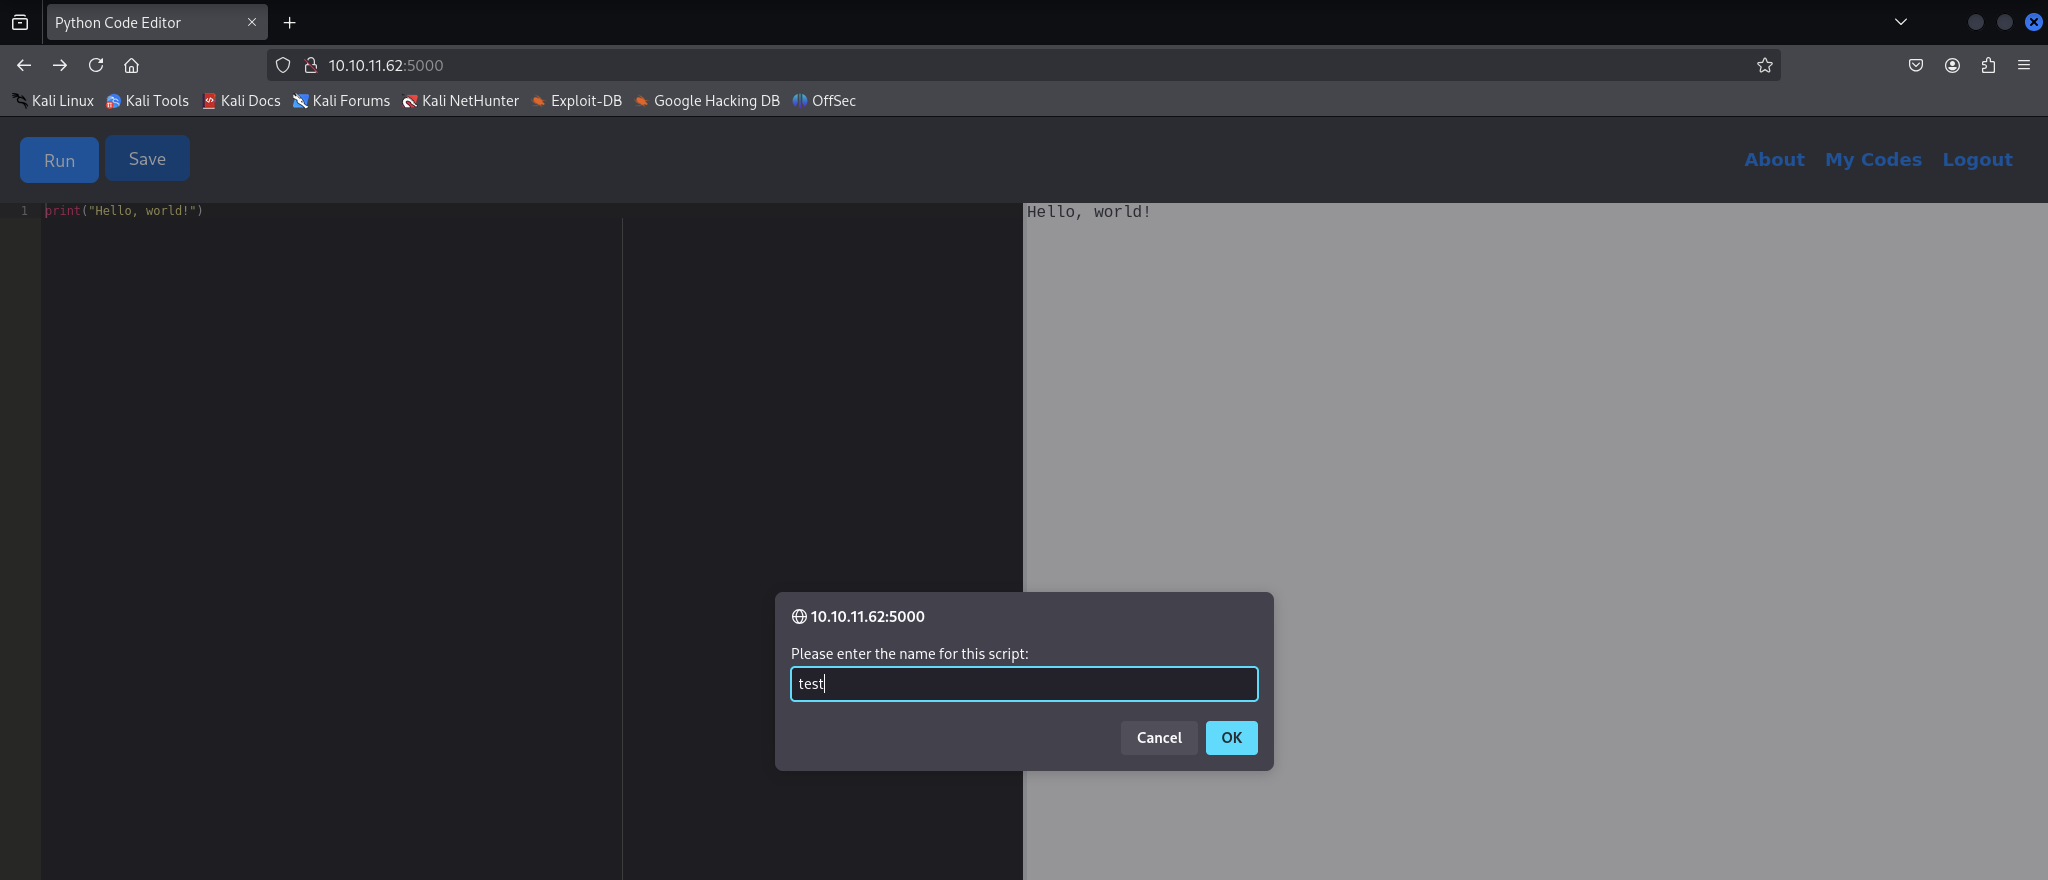 Python Code Editor
10.10.11.62:5000
Kali Linux Kali Tools Kali Docs Kali Forums Kali NetHunter Exploit-DB Google Hacking DB OffSec
Run Save About My Codes Logout
1 print("Hello, world!")
Hello, world!
10.10.11.62:5000
Please enter the name for this script:
test
Cancel OK